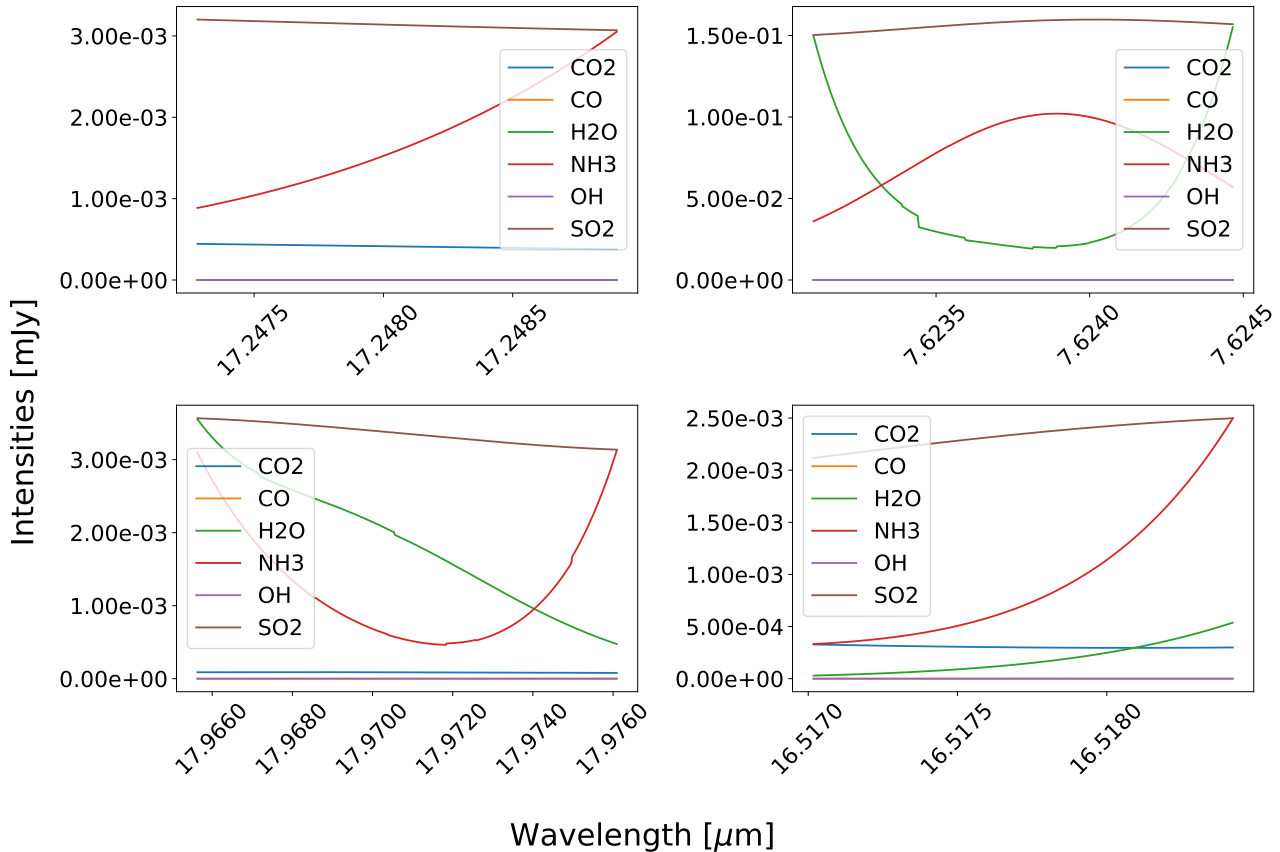 3.00e-03
2.00e-03
1.00e-03
0.00e+00
CO2
CO
H2O
NH3
OH
SO2
17.2475
17.2480
17.2485
1.50e-01
1.00e-01
5.00e-02
0.00e+00
CO2
CO
H2O
NH3
OH
SO2
7.6235
7.6240
7.6245
Intensities [mJy]
3.00e-03
2.00e-03
1.00e-03
0.00e+00
CO2
CO
H2O
NH3
OH
SO2
17.9660
17.9680
17.9700
17.9720
17.9740
17.9760
2.50e-03
2.00e-03
1.50e-03
1.00e-03
5.00e-04
0.00e+00
CO2
CO
H2O
NH3
OH
SO2
16.5170
16.5175
16.5180
Wavelength [μm]